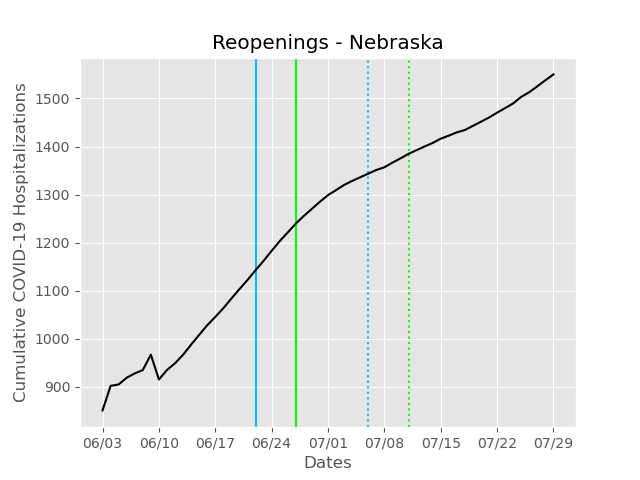 Reopenings - Nebraska
Cumulative COVID-19 Hospitalizations
1500
1400
1300
1200
1100
1000
900
06/03 06/10 06/17 06/24 07/01 07/08 07/15 07/22 07/29
Dates